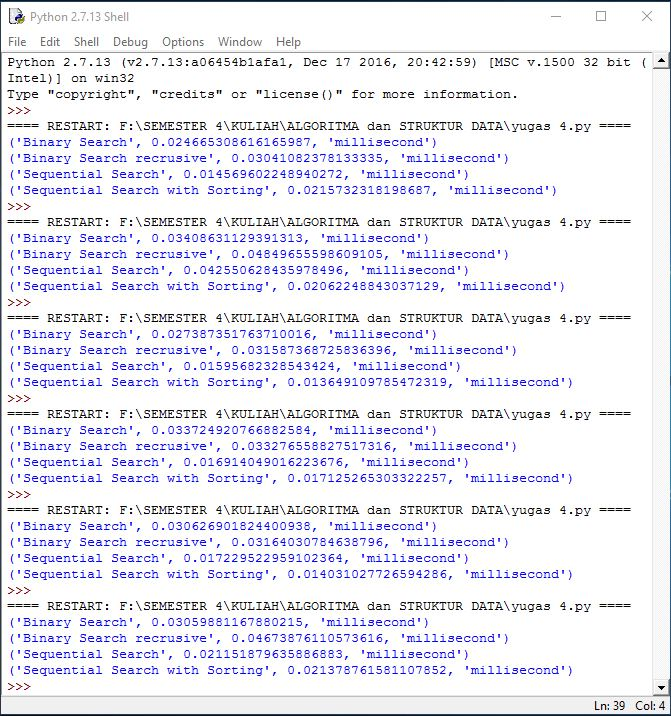 Python 2.7.13 Shell
File Edit Shell Debug Options Window Help
Python 2.7.13 (v2.7.13:a06454b1afa1, Dec 17 2016, 20:42:59) [MSC v.1500 32 bit (
Intel)] on win32
Type "copyright", "credits" or "license()" for more information.
>>>
==== RESTART: F:\SEMESTER 4\KULIAH\ALGORITMA dan STRUKTUR DATA\yugas 4.py ====
('Binary Search', 0.024665308616165987, 'millisecond')
('Binary Search recrusive', 0.03041082378133335, 'millisecond')
('Sequential Search', 0.014569602248940272, 'millisecond')
('Sequential Search with Sorting', 0.0215732318198687, 'millisecond')
>>>
==== RESTART: F:\SEMESTER 4\KULIAH\ALGORITMA dan STRUKTUR DATA\yugas 4.py ====
('Binary Search', 0.03408631129391313, 'millisecond')
('Binary Search recrusive', 0.04849655598609105, 'millisecond')
('Sequential Search', 0.042550628435978496, 'millisecond')
('Sequential Search with Sorting', 0.02062248843037129, 'millisecond')
>>>
==== RESTART: F:\SEMESTER 4\KULIAH\ALGORITMA dan STRUKTUR DATA\yugas 4.py ====
('Binary Search', 0.027387351763710016, 'millisecond')
('Binary Search recrusive', 0.031587368725836396, 'millisecond')
('Sequential Search', 0.01595682328543424, 'millisecond')
('Sequential Search with Sorting', 0.013649109785472319, 'millisecond')
>>>
==== RESTART: F:\SEMESTER 4\KULIAH\ALGORITMA dan STRUKTUR DATA\yugas 4.py ====
('Binary Search', 0.033724920766882584, 'millisecond')
('Binary Search recrusive', 0.033276558827517316, 'millisecond')
('Sequential Search', 0.016914049016223676, 'millisecond')
('Sequential Search with Sorting', 0.017125265303322257, 'millisecond')
>>>
==== RESTART: F:\SEMESTER 4\KULIAH\ALGORITMA dan STRUKTUR DATA\yugas 4.py ====
('Binary Search', 0.030626901824400938, 'millisecond')
('Binary Search recrusive', 0.03164030784638796, 'millisecond')
('Sequential Search', 0.017229522959102364, 'millisecond')
('Sequential Search with Sorting', 0.014031027726594286, 'millisecond')
>>>
==== RESTART: F:\SEMESTER 4\KULIAH\ALGORITMA dan STRUKTUR DATA\yugas 4.py ====
('Binary Search', 0.03059881167880215, 'millisecond')
('Binary Search recrusive', 0.04673876110573616, 'millisecond')
('Sequential Search', 0.021151879635886883, 'millisecond')
('Sequential Search with Sorting', 0.021378761581107852, 'millisecond')
>>>
Ln: 39 Col: 4